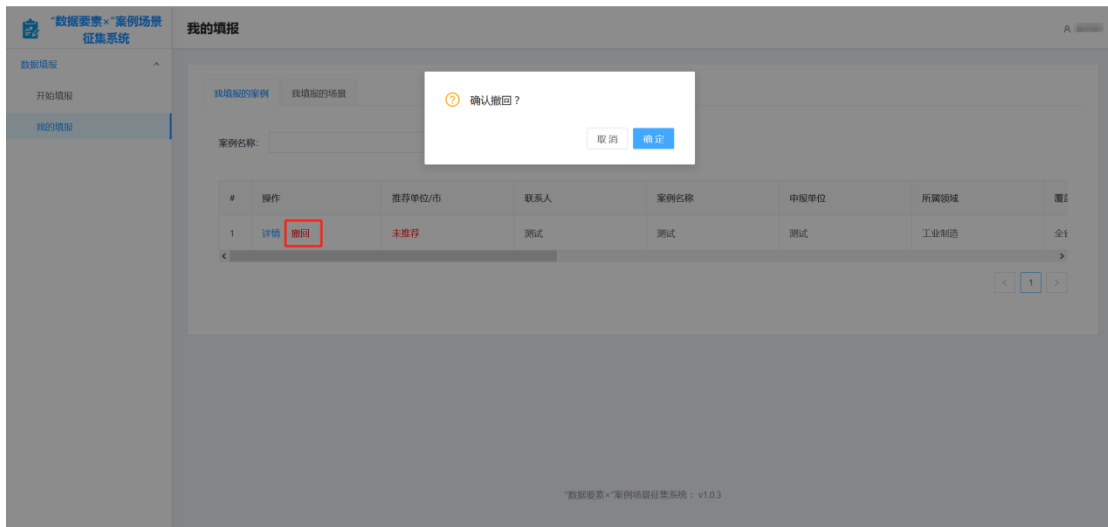 "数据要素×"案例场景
征集系统
我的填报
数据填报
开始填报
我的填报
我填报的案例 我填报的场景
确认撤回？
取 消 确 定
案例名称：
# 操作 推荐单位/市 联系人 案例名称 申报单位 所属领域
1 详情 撤回 未推荐 测试 测试 测试 工业制造
< 1 >
"数据要素×"案例场景征集系统： v1.0.3